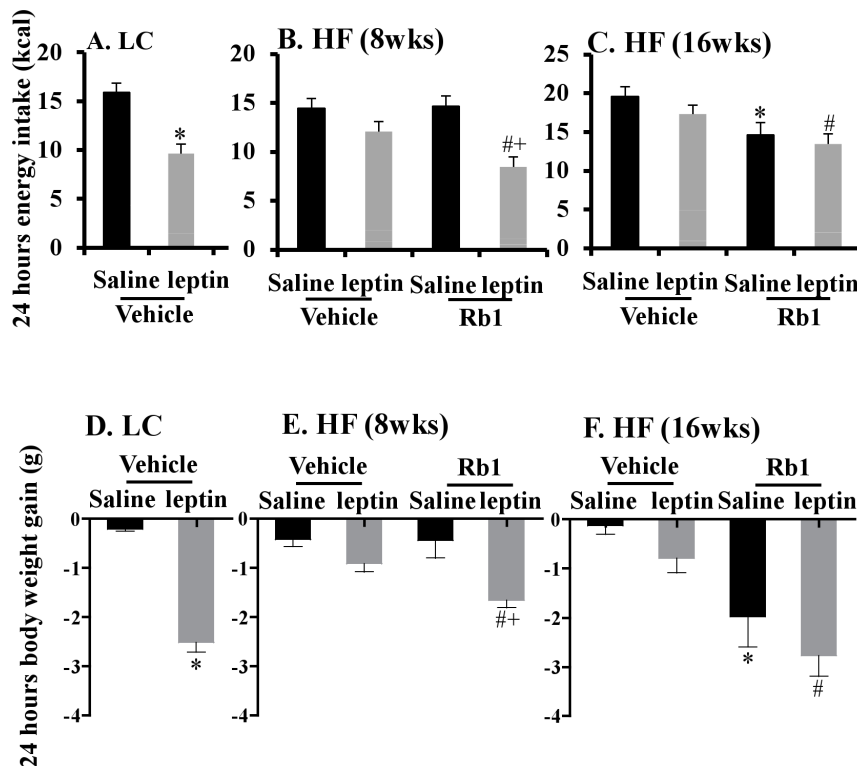 24 hours energy intake (kcal)
A. LC
20
15
10
5
0
*
Saline leptin
Vehicle
B. HF (8wks)
20
15
10
5
0
#+
Saline leptin Saline leptin
Vehicle Rb1
C. HF (16wks)
25
20
15
10
5
0
* #
Saline leptin Saline leptin
Vehicle Rb1
24 hours body weight gain (g)
D. LC
Vehicle
Saline leptin
0
-1
-2
-3
-4
*
E. HF (8wks)
Vehicle Rb1
Saline leptin Saline leptin
0
-1
-2
-3
-4
#+
F. HF (16wks)
Vehicle Rb1
Saline leptin Saline leptin
0
-1
-2
-3
-4
* #